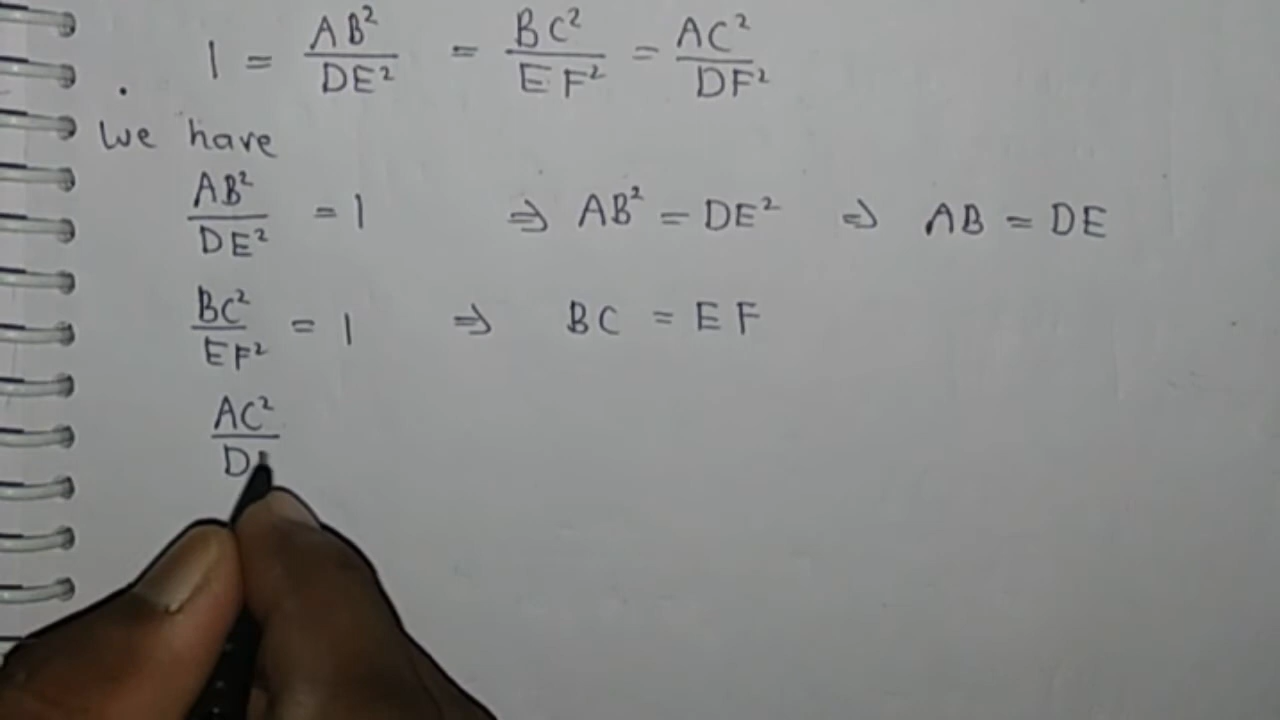 1 = AB²/DE² = BC²/EF² = AC²/DF²
We have
AB²/DE² = 1 ⇒ AB² = DE² ⇒ AB = DE
BC²/EF² = 1 ⇒ BC = EF
AC²/D